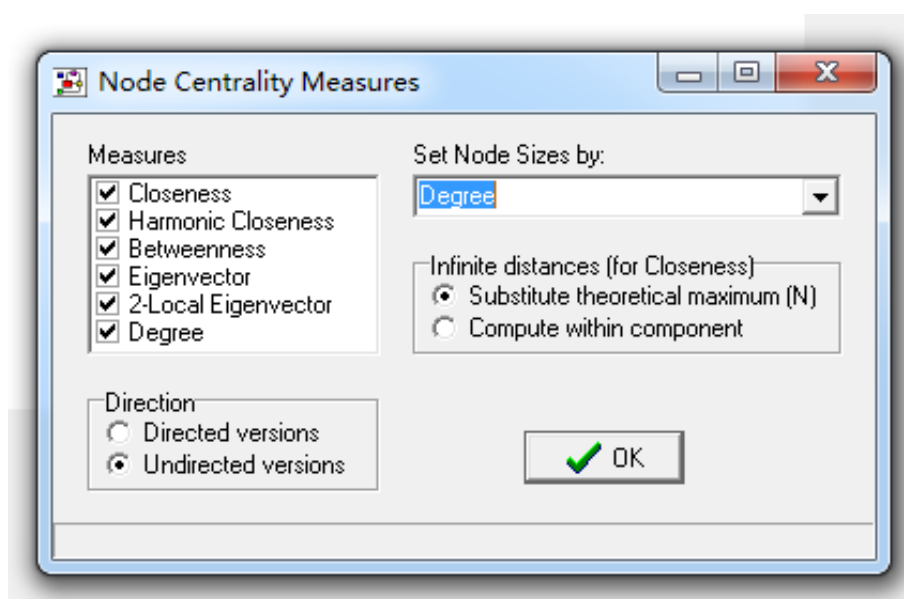 Node Centrality Measures
Measures
Closeness
Harmonic Closeness
Betweenness
Eigenvector
2-Local Eigenvector
Degree
Set Node Sizes by:
Degree
Infinite distances (for Closeness)
Substitute theoretical maximum (N)
Compute within component
Direction
Directed versions
Undirected versions
OK